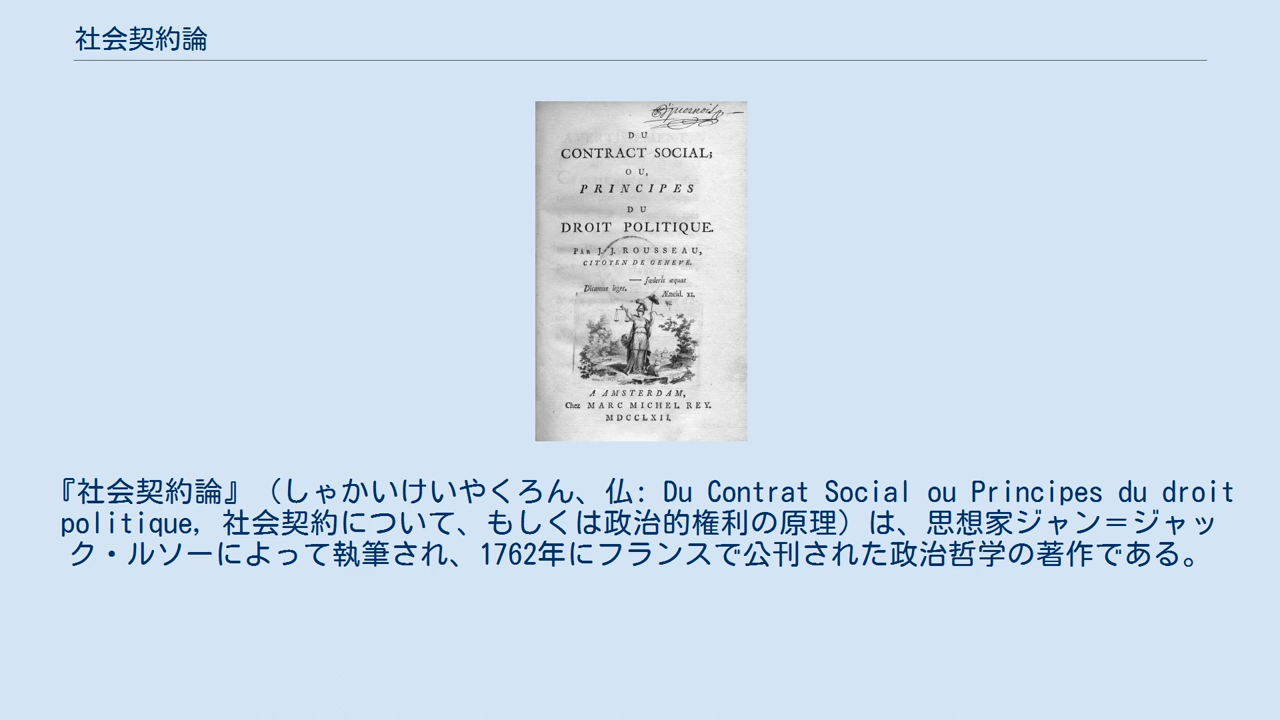 社会契約論
DU
CONTRACT SOCIAL;
OU,
PRINCIPES
DU
DROIT POLITIQUE.
PAR J. J. ROUSSEAU,
CITOYEN DE GENEVE.
— fœderis æquas
Dicamus leges.
Æneid. XI.
A AMSTERDAM,
Chez MARC MICHEL REY.
MDCCLXII.
『社会契約論』（しゃかいけいやくろん、仏: Du Contrat Social ou Principes du droit
politique, 社会契約について、もしくは政治的権利の原理）は、思想家ジャン＝ジャッ
ク・ルソーによって執筆され、1762年にフランスで公刊された政治哲学の著作である。